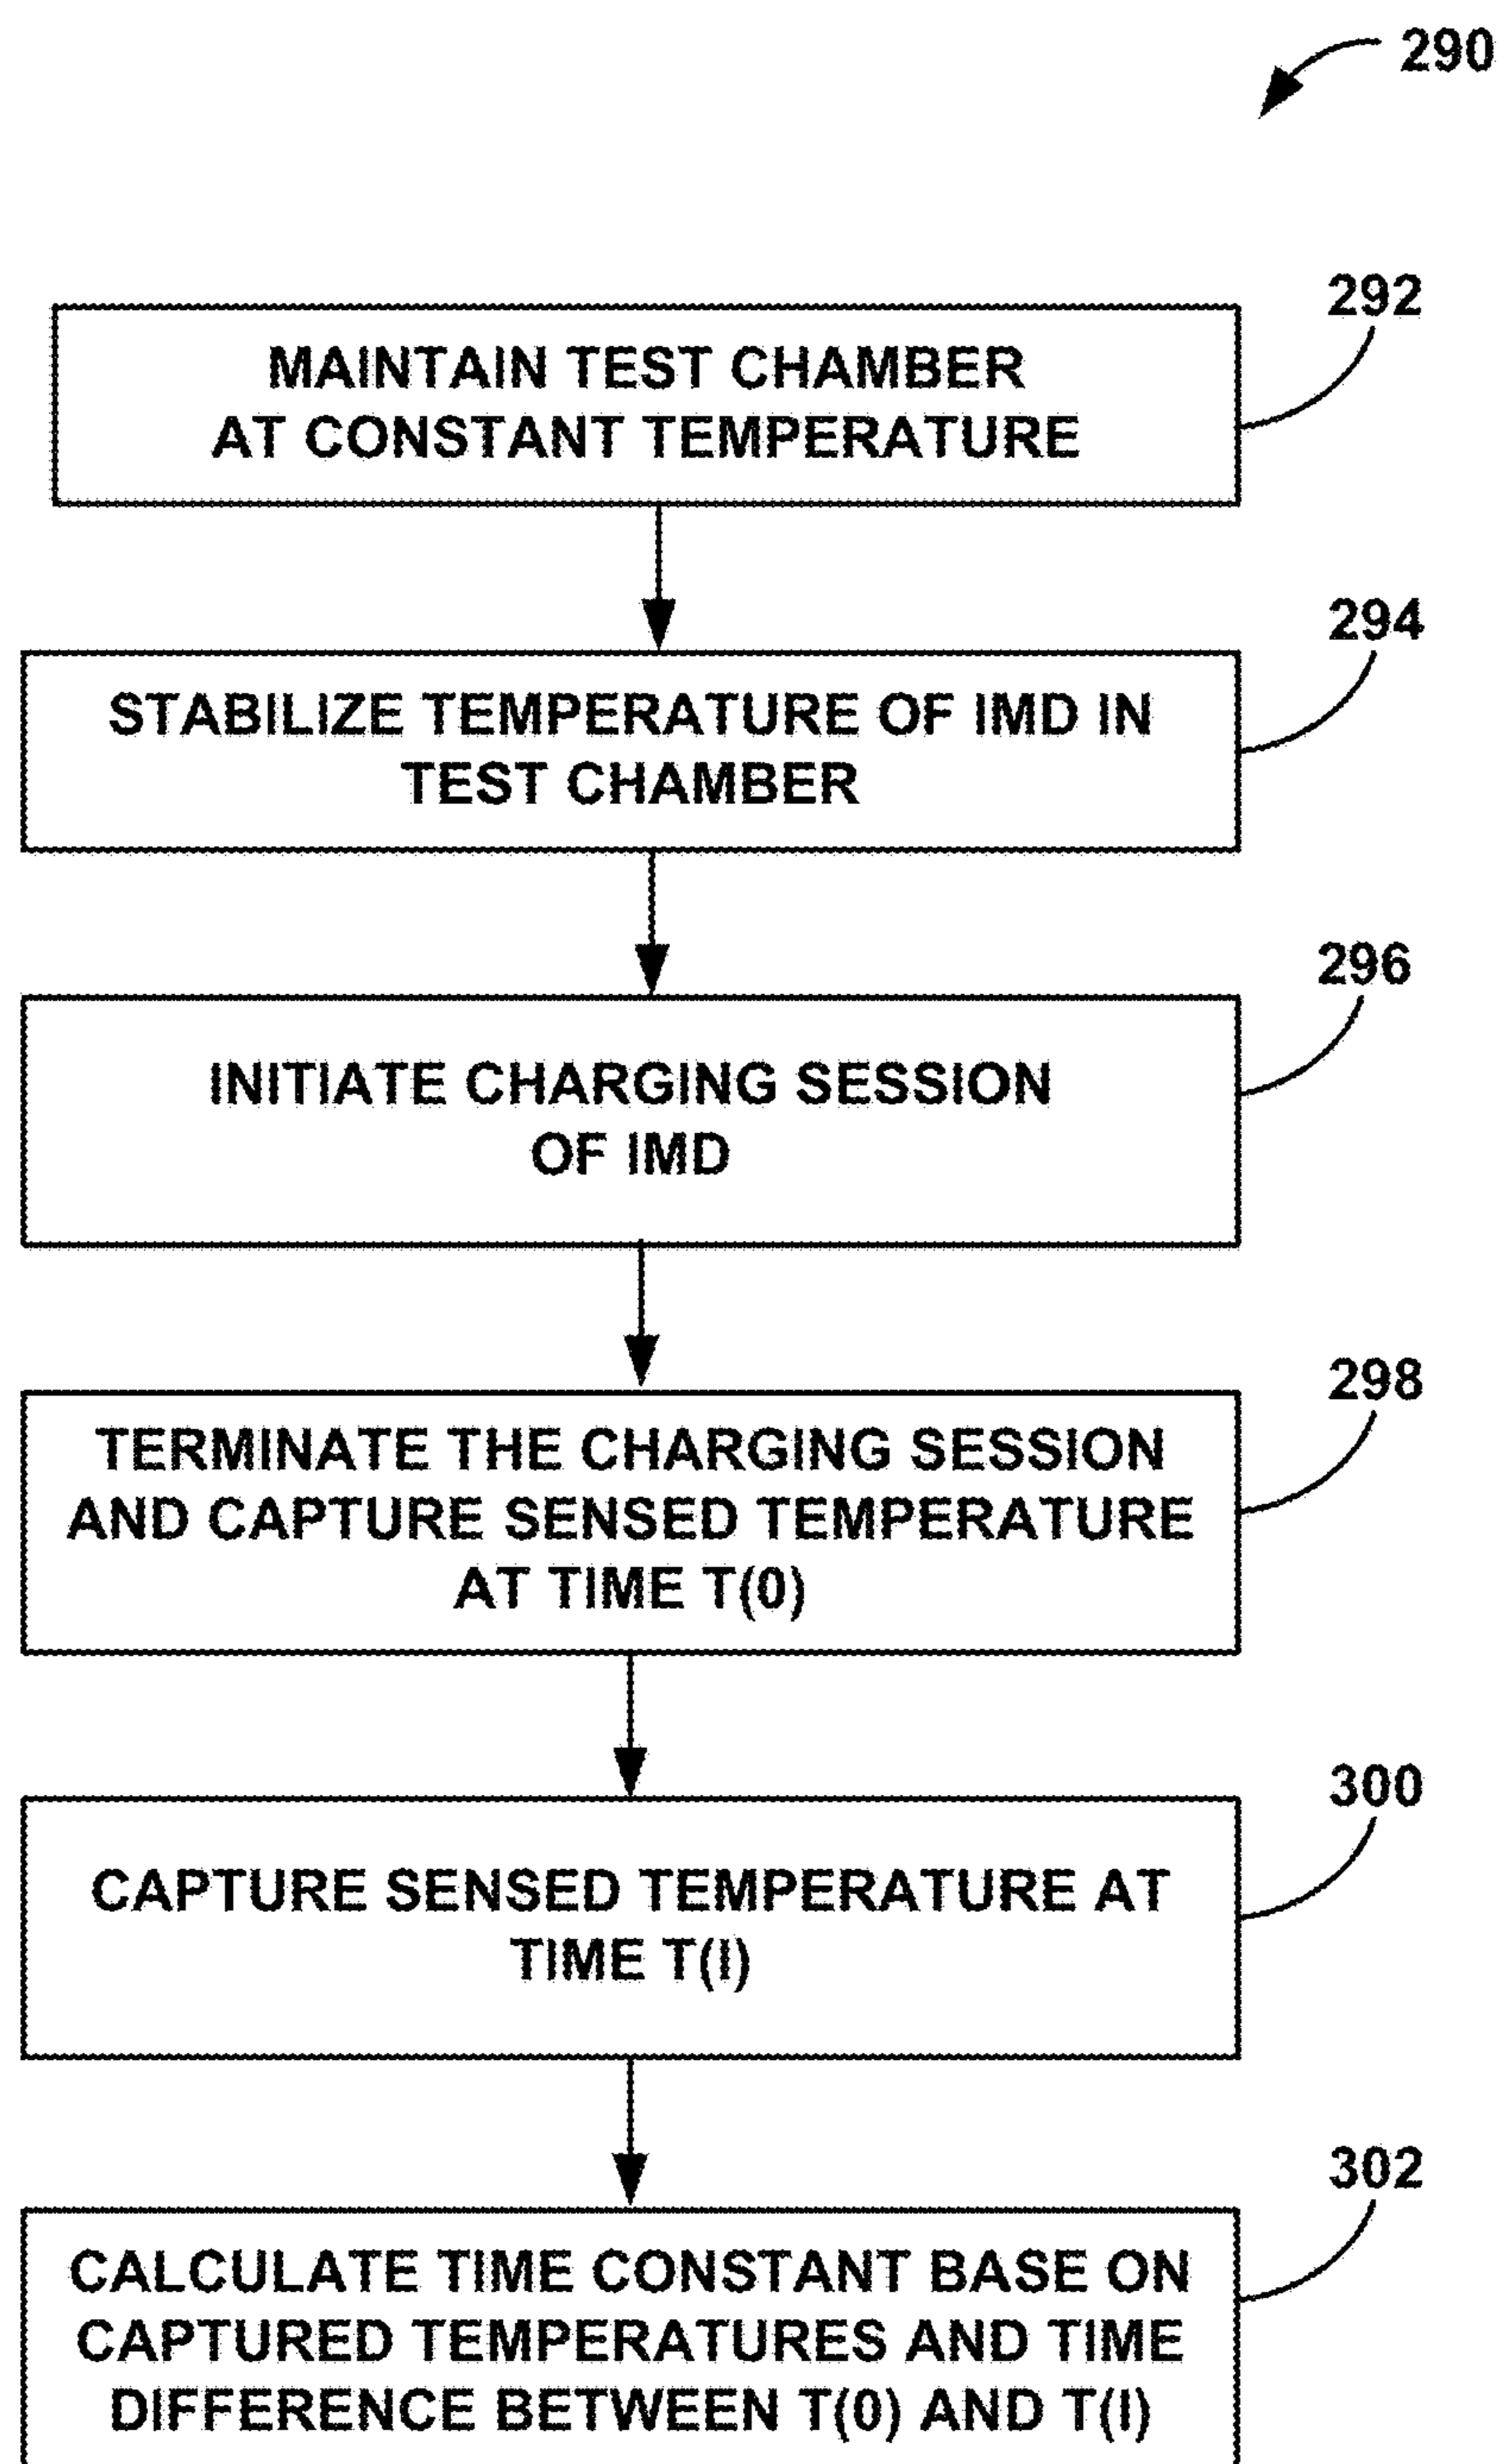 290
292
MAINTAIN TEST CHAMBER
AT CONSTANT TEMPERATURE
294
STABILIZE TEMPERATURE OF IMD IN
TEST CHAMBER
296
INITIATE CHARGING SESSION
OF IMD
298
TERMINATE THE CHARGING SESSION
AND CAPTURE SENSED TEMPERATURE
AT TIME T(0)
300
CAPTURE SENSED TEMPERATURE AT
TIME T(I)
302
CALCULATE TIME CONSTANT BASE ON
CAPTURED TEMPERATURES AND TIME
DIFFERENCE BETWEEN T(0) AND T(I)